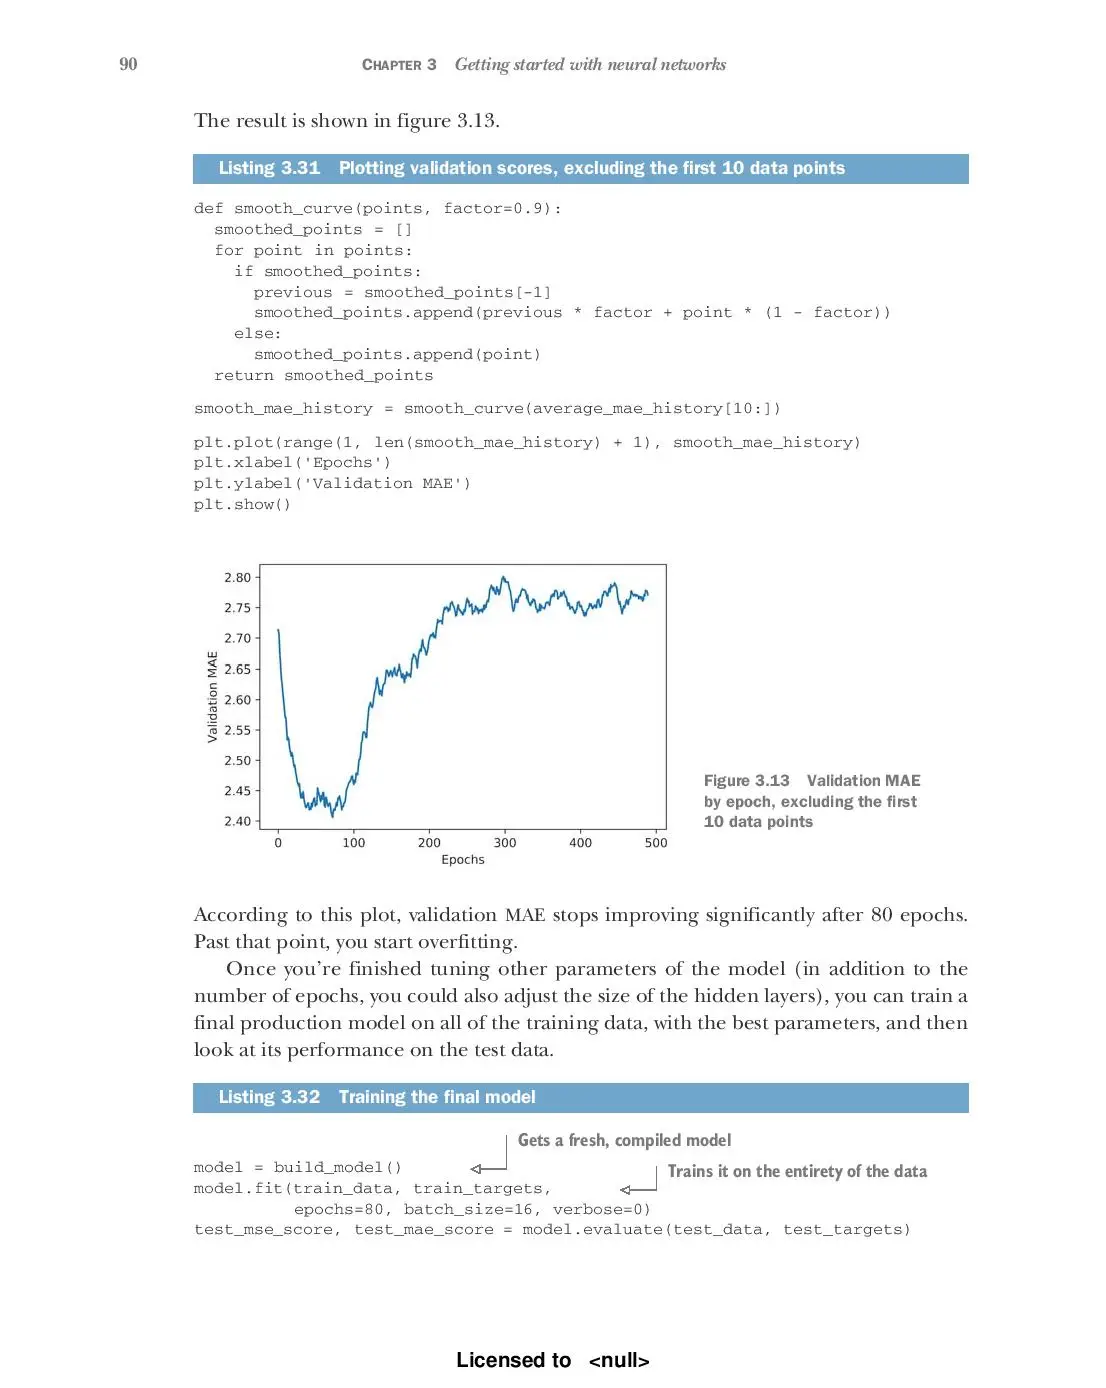 90
CHAPTER 3 Getting started with neural networks
The result is shown in figure 3.13.
Listing 3.31 Plotting validation scores, excluding the first 10 data points
def smooth_curve(points, factor=0.9):
  smoothed_points = []
  for point in points:
    if smoothed_points:
      previous = smoothed_points[-1]
      smoothed_points.append(previous * factor + point * (1 - factor))
    else:
      smoothed_points.append(point)
  return smoothed_points
smooth_mae_history = smooth_curve(average_mae_history[10:])
plt.plot(range(1, len(smooth_mae_history) + 1), smooth_mae_history)
plt.xlabel('Epochs')
plt.ylabel('Validation MAE')
plt.show()
Validation MAE
2.80
2.75
2.70
2.65
2.60
2.55
2.50
2.45
2.40
0 100 200 300 400 500
Epochs
Figure 3.13 Validation MAE
by epoch, excluding the first
10 data points
According to this plot, validation MAE stops improving significantly after 80 epochs.
Past that point, you start overfitting.
Once you're finished tuning other parameters of the model (in addition to the
number of epochs, you could also adjust the size of the hidden layers), you can train a
final production model on all of the training data, with the best parameters, and then
look at its performance on the test data.
Listing 3.32 Training the final model
Gets a fresh, compiled model
model = build_model()
Trains it on the entirety of the data
model.fit(train_data, train_targets,
          epochs=80, batch_size=16, verbose=0)
test_mse_score, test_mae_score = model.evaluate(test_data, test_targets)
Licensed to <null>